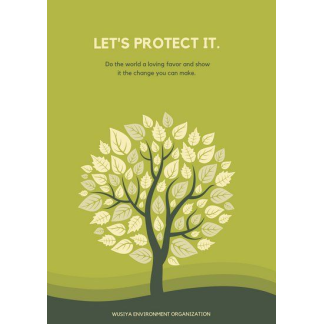 LET'S PROTECT IT.
Do the world a loving favor and show
it the change you can make.
WUSIYA ENVIRONMENT ORGANIZATION